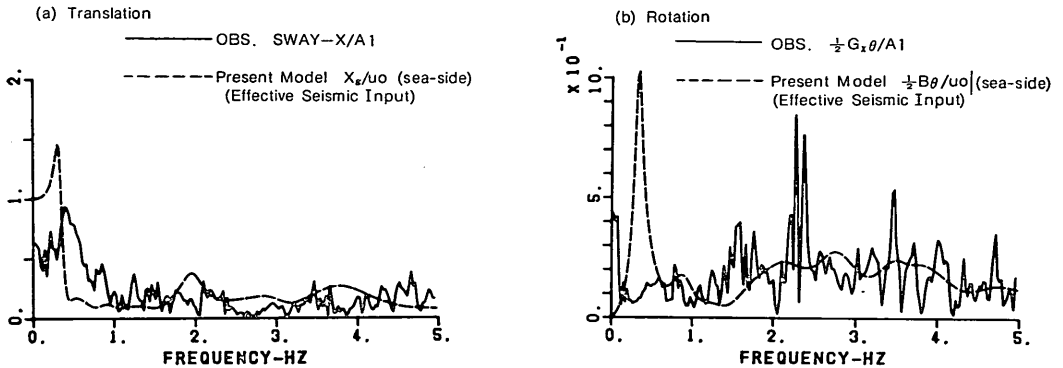 (a) Translation
OBS. SWAY—X/A1
Present Model Xₛ/uo (sea-side)
(Effective Seismic Input)
2.
1.
0.
0. 1. 2. 3. 4. 5.
FREQUENCY-HZ
(b) Rotation
OBS. ½Gₓθ/A1
Present Model ½Bθ/uo|(sea-side)
(Effective Seismic Input)
X10⁻¹
10.
5.
0.
0. 1. 2. 3. 4. 5.
FREQUENCY-HZ